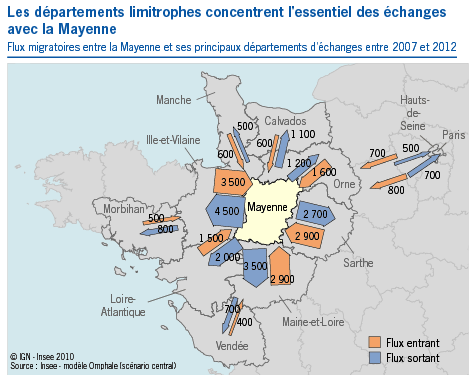 Les départements limitrophes concentrent l'essentiel des échanges
avec la Mayenne
Flux migratoires entre la Mayenne et ses principaux départements d'échanges entre 2007 et 2012
Manche
Calvados
Hauts-
de-
Seine
Paris
500
600
600
1 100
Ille-et-Vilaine
700
500
800
700
1 200
1 600
Orne
3 500
Mayenne
4 500
2 700
Morbihan
500
800
1 500
2 000
2 900
Sarthe
3 500
2 900
Loire-
Atlantique
700
400
Maine-et-Loire
Vendée
Flux entrant
Flux sortant
© IGN - Insee 2010
Source : Insee - modèle Omphale (scénario central)